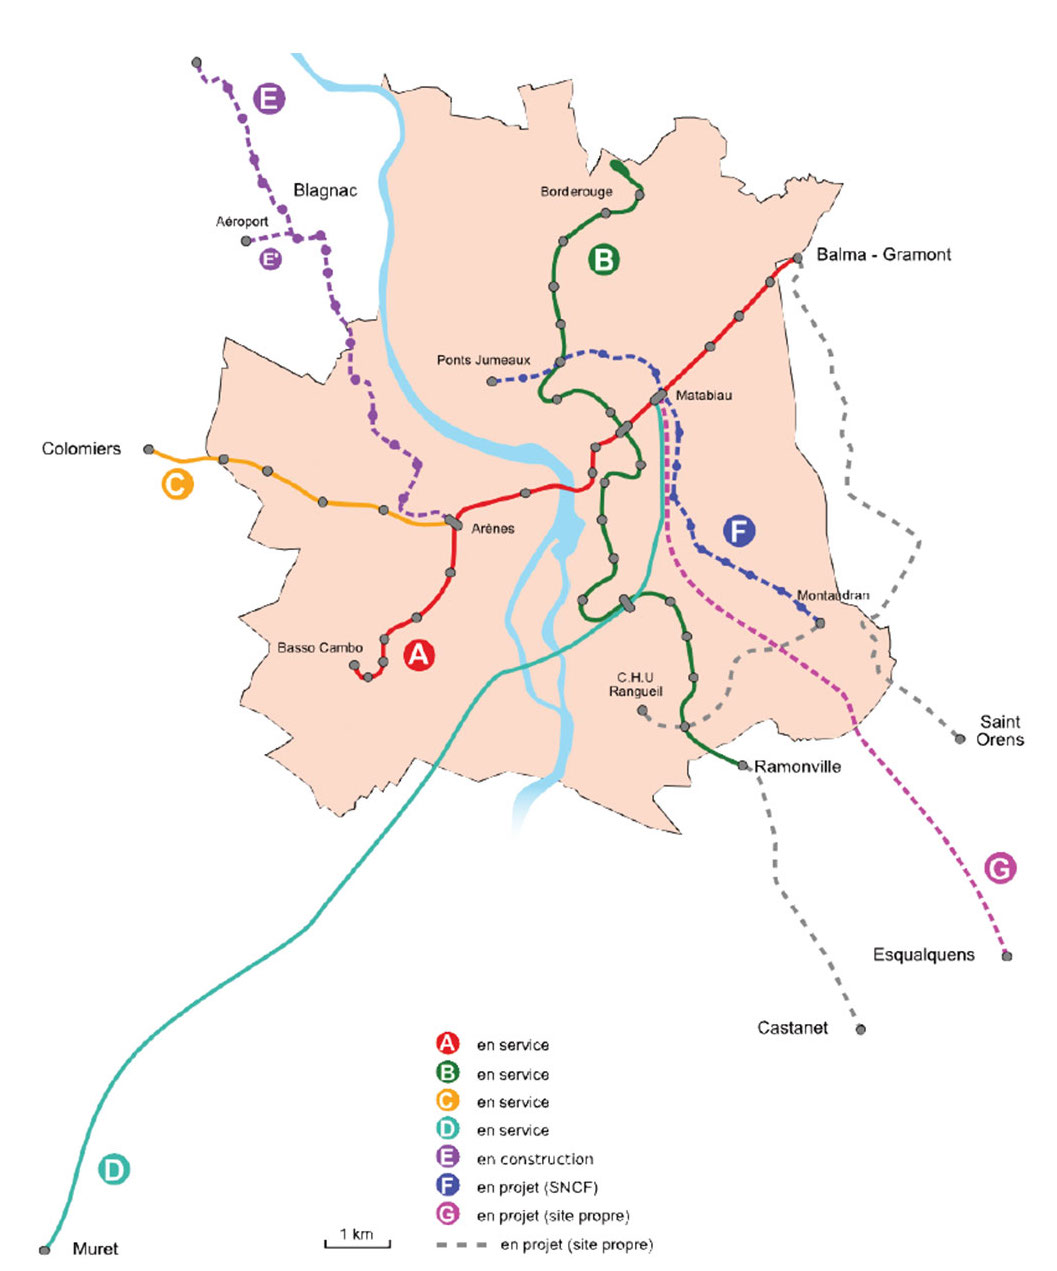 E
Blagnac
Aéroport
E'
Borderouge
B
Balma - Gramont
Ponts Jumeaux
Matabiau
Colomiers
C
Arènes
F
Montaudran
Basso Cambo
A
C.H.U
Rangueil
Saint
Orens
Ramonville
G
Esqualquens
Castanet
D
Muret
1 km
A en service
B en service
C en service
D en service
E en construction
F en projet (SNCF)
G en projet (site propre)
en projet (site propre)